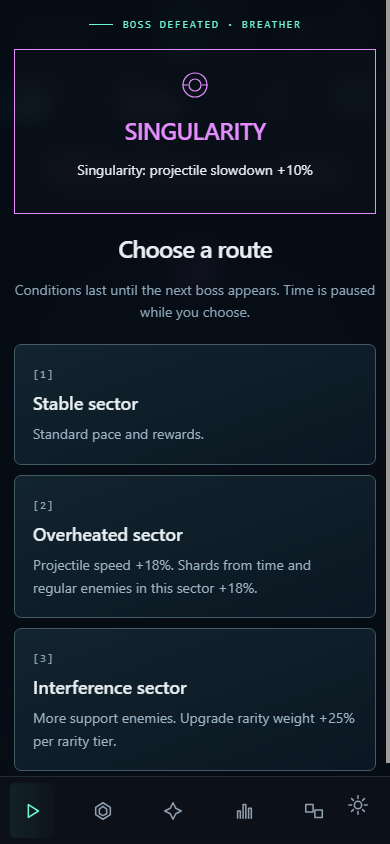 BOSS DEFEATED · BREATHER
SINGULARITY
Singularity: projectile slowdown +10%
Choose a route
Conditions last until the next boss appears. Time is paused
while you choose.
[1]
Stable sector
Standard pace and rewards.
[2]
Overheated sector
Projectile speed +18%. Shards from time and
regular enemies in this sector +18%.
[3]
Interference sector
More support enemies. Upgrade rarity weight +25%
per rarity tier.